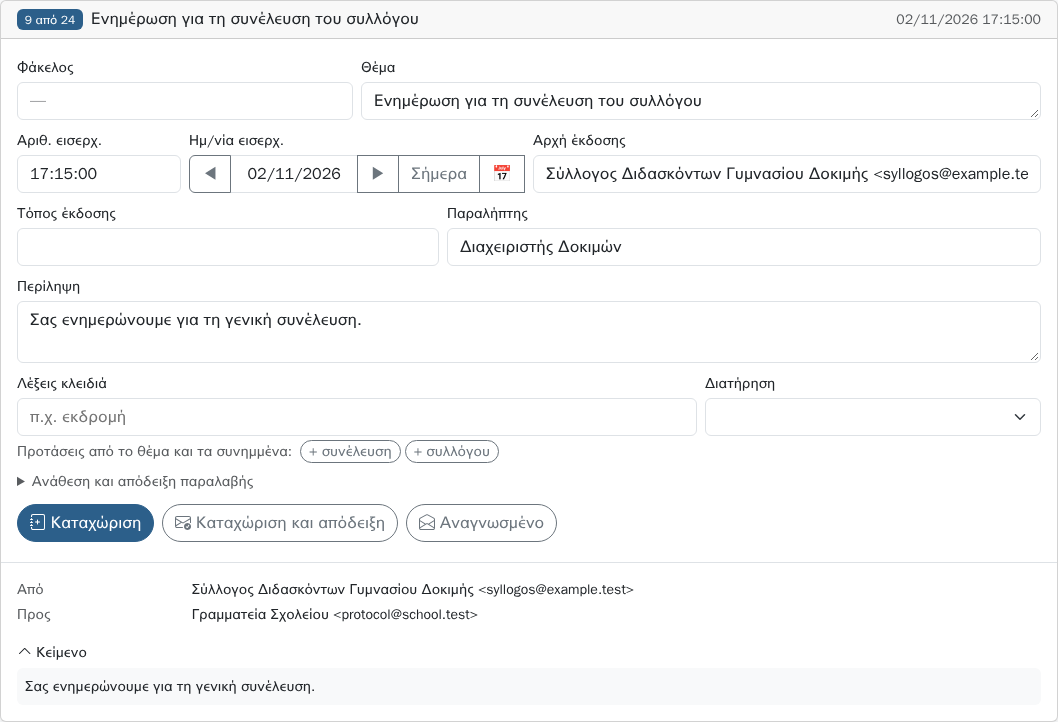 9 από 24 Ενημέρωση για τη συνέλευση του συλλόγου 02/11/2026 17:15:00
Φάκελος Θέμα
— Ενημέρωση για τη συνέλευση του συλλόγου
Αριθ. εισερχ. Ημ/νία εισερχ. Αρχή έκδοσης
17:15:00 ◀ 02/11/2026 ▶ Σήμερα Σύλλογος Διδασκόντων Γυμνασίου Δοκιμής <syllogos@example.te
Τόπος έκδοσης Παραλήπτης
Διαχειριστής Δοκιμών
Περίληψη
Σας ενημερώνουμε για τη γενική συνέλευση.
Λέξεις κλειδιά Διατήρηση
π.χ. εκδρομή
Προτάσεις από το θέμα και τα συνημμένα: + συνέλευση + συλλόγου
▶ Ανάθεση και απόδειξη παραλαβής
Καταχώριση Καταχώριση και απόδειξη Αναγνωσμένο
Από Σύλλογος Διδασκόντων Γυμνασίου Δοκιμής <syllogos@example.test>
Προς Γραμματεία Σχολείου <protocol@school.test>
Κείμενο
Σας ενημερώνουμε για τη γενική συνέλευση.